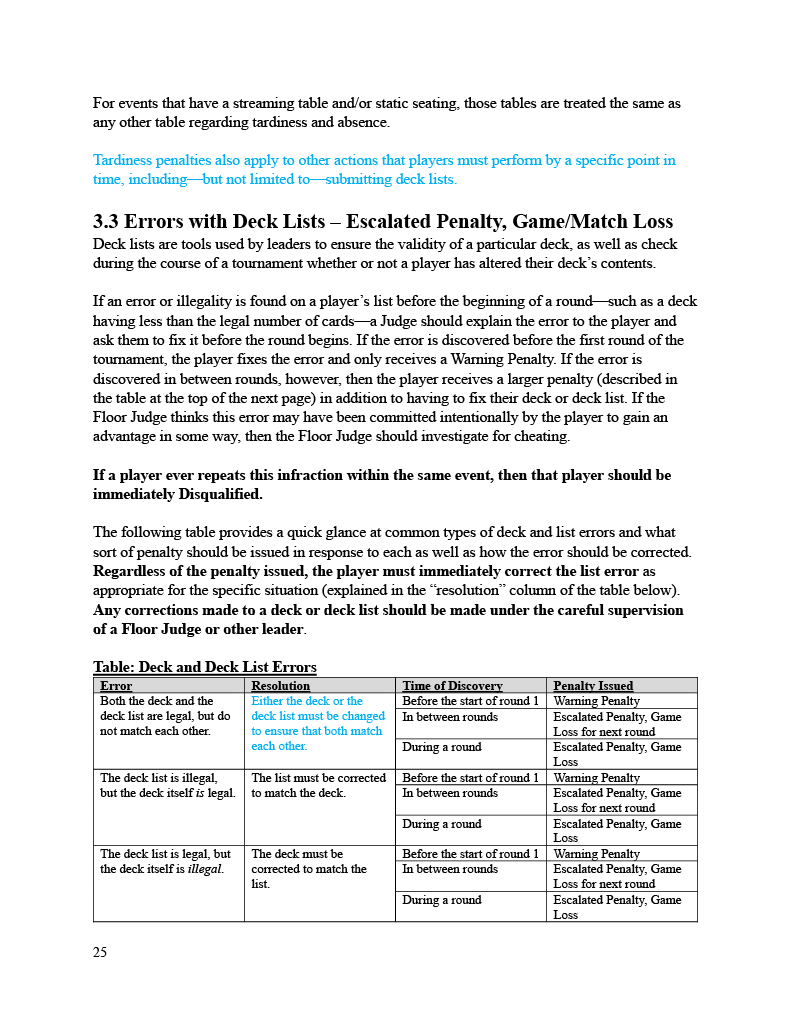 For events that have a streaming table and/or static seating, those tables are treated the same as
any other table regarding tardiness and absence.
Tardiness penalties also apply to other actions that players must perform by a specific point in
time, including—but not limited to—submitting deck lists.
3.3 Errors with Deck Lists – Escalated Penalty, Game/Match Loss
Deck lists are tools used by leaders to ensure the validity of a particular deck, as well as check
during the course of a tournament whether or not a player has altered their deck’s contents.
If an error or illegality is found on a player’s list before the beginning of a round—such as a deck
having less than the legal number of cards—a Judge should explain the error to the player and
ask them to fix it before the round begins. If the error is discovered before the first round of the
tournament, the player fixes the error and only receives a Warning Penalty. If the error is
discovered in between rounds, however, then the player receives a larger penalty (described in
the table at the top of the next page) in addition to having to fix their deck or deck list. If the
Floor Judge thinks this error may have been committed intentionally by the player to gain an
advantage in some way, then the Floor Judge should investigate for cheating.
If a player ever repeats this infraction within the same event, then that player should be
immediately Disqualified.
The following table provides a quick glance at common types of deck and list errors and what
sort of penalty should be issued in response to each as well as how the error should be corrected.
Regardless of the penalty issued, the player must immediately correct the list error as
appropriate for the specific situation (explained in the “resolution” column of the table below).
Any corrections made to a deck or deck list should be made under the careful supervision
of a Floor Judge or other leader.
Table: Deck and Deck List Errors
Error Resolution Time of Discovery Penalty Issued
Both the deck and the
deck list are legal, but do
not match each other.
Either the deck or the
deck list must be changed
to ensure that both match
each other.
Before the start of round 1 Warning Penalty
In between rounds Escalated Penalty, Game
Loss for next round
During a round Escalated Penalty, Game
Loss
The deck list is illegal,
but the deck itself is legal.
The list must be corrected
to match the deck.
Before the start of round 1 Warning Penalty
In between rounds Escalated Penalty, Game
Loss for next round
During a round Escalated Penalty, Game
Loss
The deck list is legal, but
the deck itself is illegal.
The deck must be
corrected to match the
list.
Before the start of round 1 Warning Penalty
In between rounds Escalated Penalty, Game
Loss for next round
During a round Escalated Penalty, Game
Loss
25